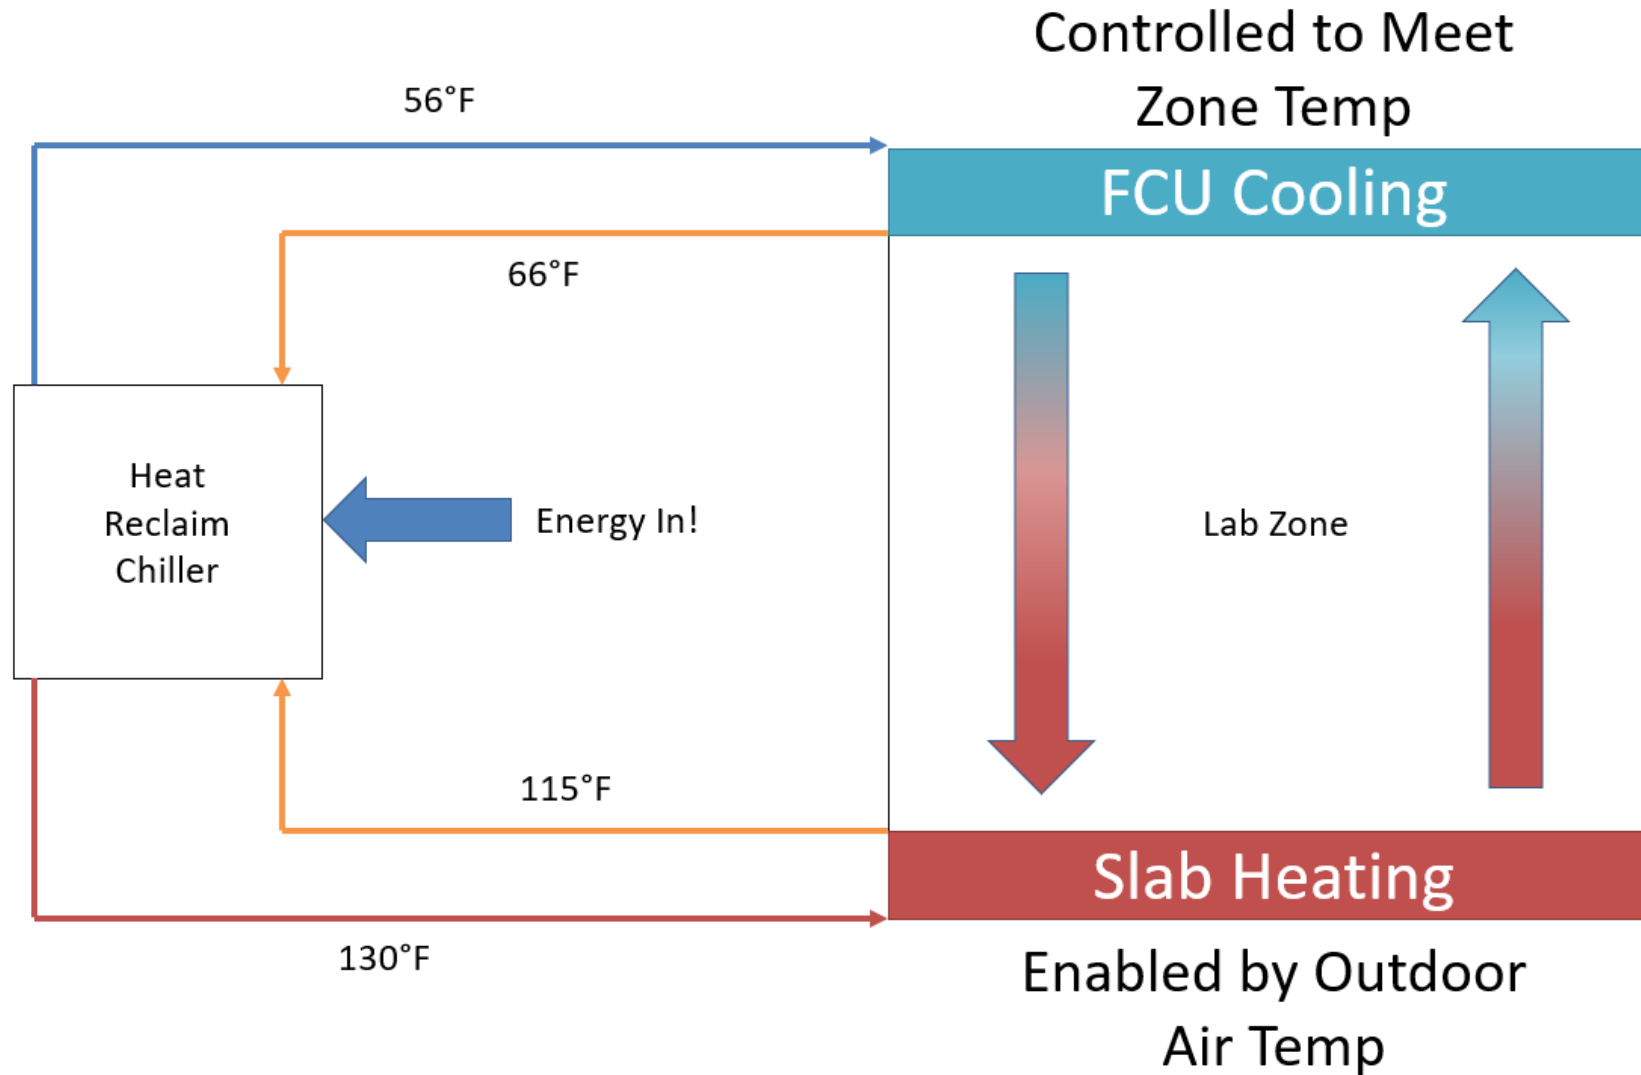 Controlled to Meet
Zone Temp
56°F
FCU Cooling
66°F
Heat
Reclaim
Chiller
Energy In!
Lab Zone
115°F
Slab Heating
130°F
Enabled by Outdoor
Air Temp